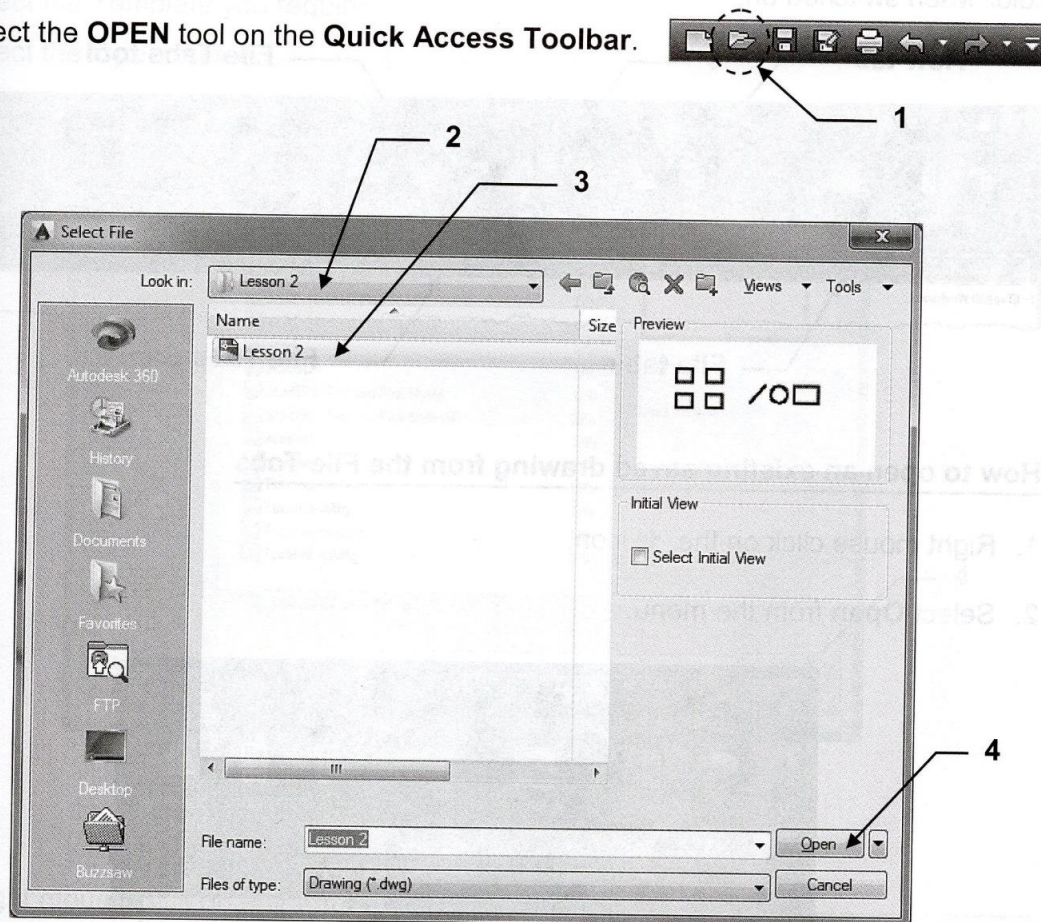 ect the OPEN tool on the Quick Access Toolbar.
1
2
3
Select File
Look in: Lesson 2
Views Tools
Name Size
Lesson 2
Preview
Autodesk 360
History
Documents
Favorites
FTP
Desktop
Buzzsaw
How to open an existing saved drawing from the File Tabs
Initial View
Select Initial View
1. Right mouse click on the
2. Select Open from the menu
4
File name: Lesson 2 Open
Files of type: Drawing (*.dwg) Cancel